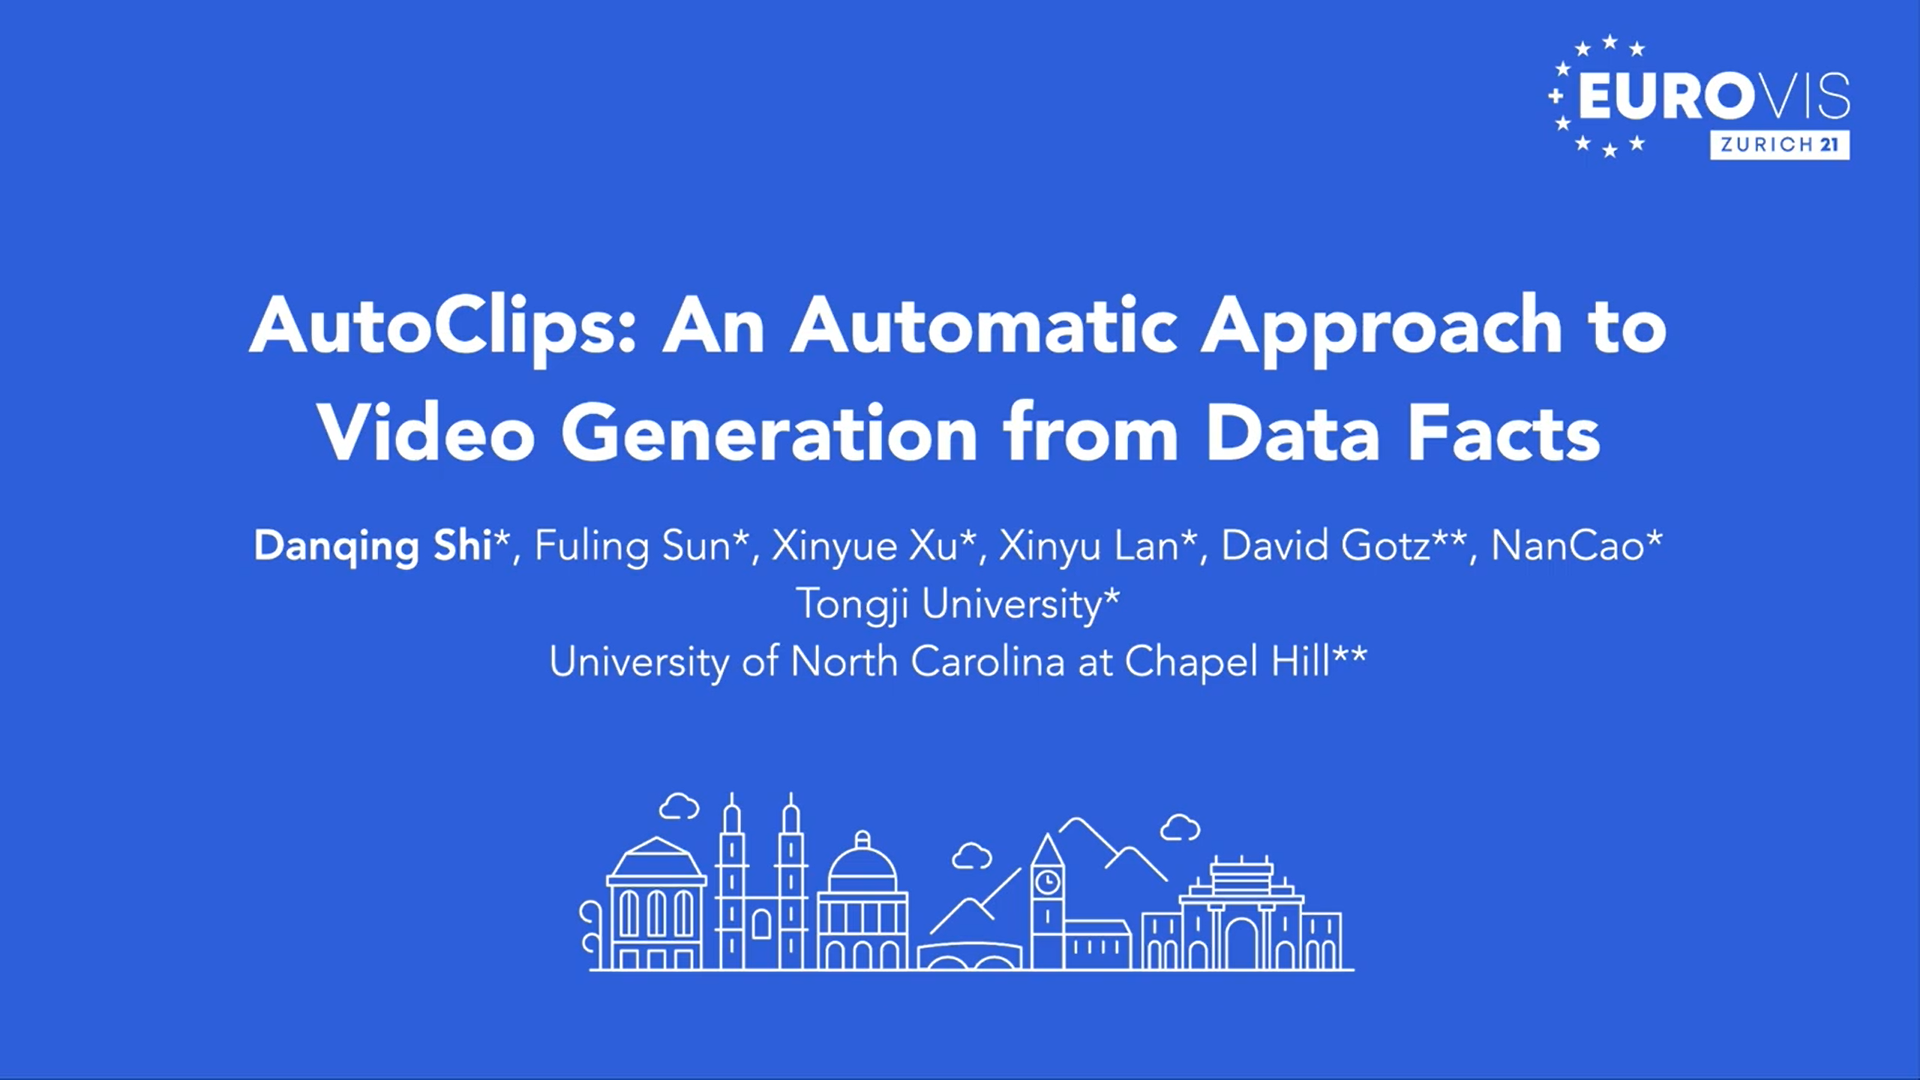 EUROVIS
ZURICH 21
AutoClips: An Automatic Approach to
Video Generation from Data Facts
Danqing Shi*, Fuling Sun*, Xinyue Xu*, Xinyu Lan*, David Gotz**, NanCao*
Tongji University*
University of North Carolina at Chapel Hill**